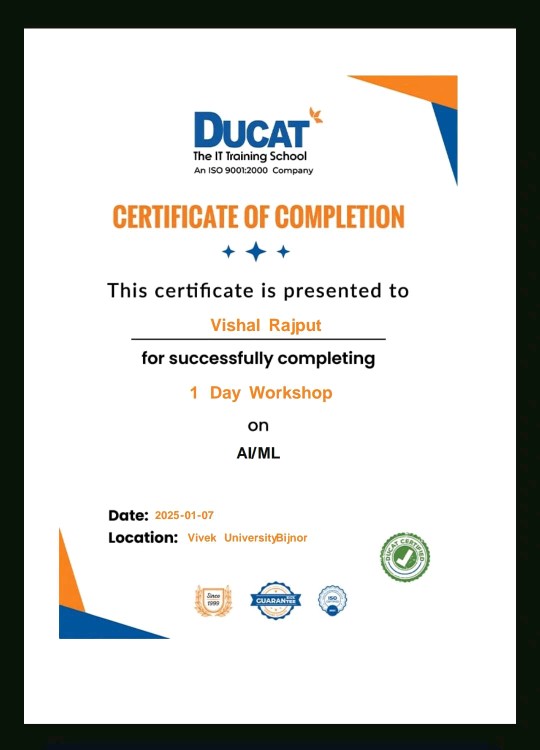 DUCAT
The IT Training School
An ISO 9001:2000 Company
CERTIFICATE OF COMPLETION
This certificate is presented to
Vishal Rajput
for successfully completing
1 Day Workshop
on
AI/ML
Date: 2025-01-07
Location: Vivek UniversityBijnor
DUCAT CERTIFIED
Since
1999
GUARANTEE
ISO